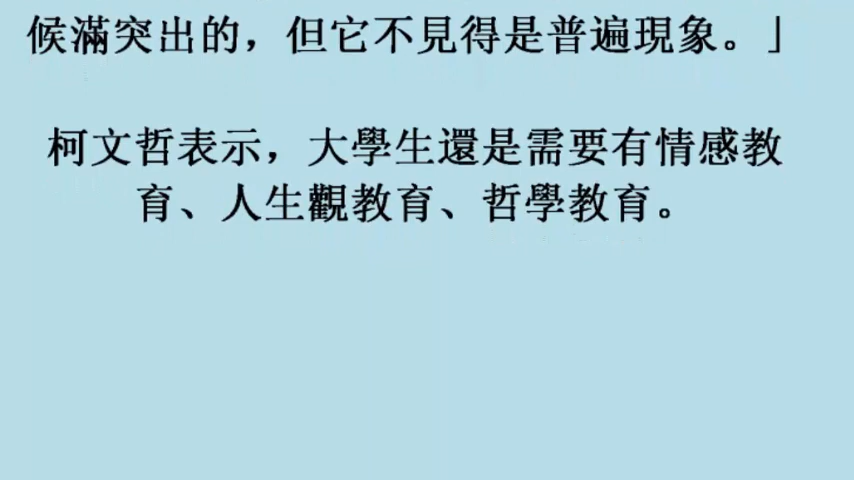 候滿突出的，但它不見得是普遍現象。」
柯文哲表示，大學生還是需要有情感教
育、人生觀教育、哲學教育。